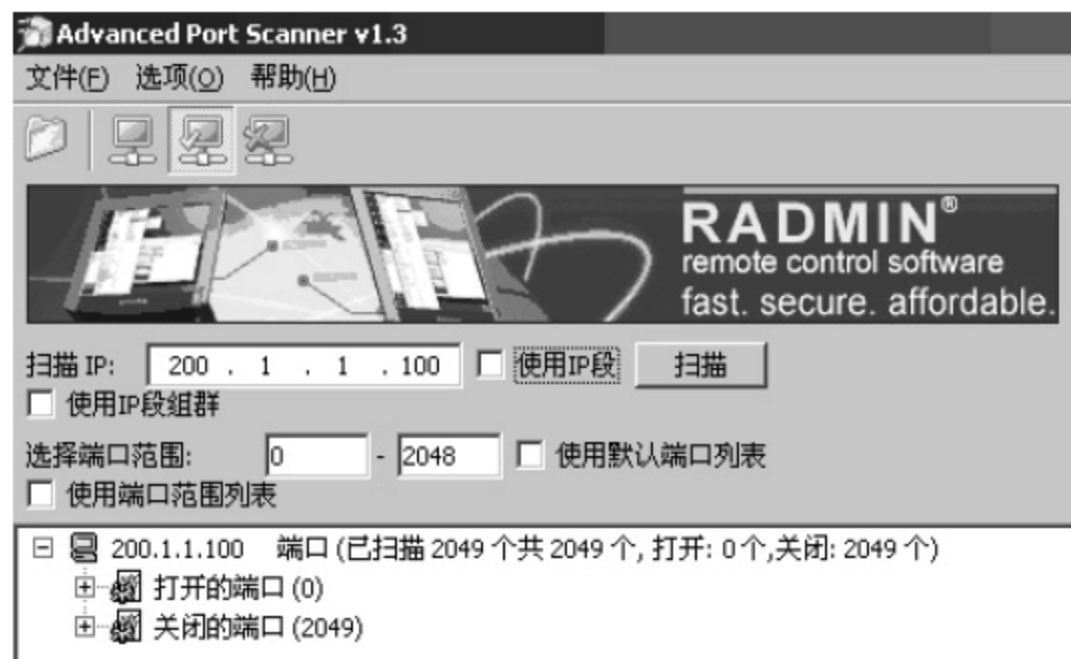 Advanced Port Scanner v1.3
文件(F) 选项(O) 帮助(H)
RADMIN®
remote control software
fast. secure. affordable.
扫描 IP: 200 . 1 . 1 . 100 使用IP段 扫描
使用IP段组群
选择端口范围: 0 - 2048 使用默认端口列表
使用端口范围列表
200.1.1.100 端口 (已扫描 2049 个共 2049 个, 打开: 0个,关闭: 2049 个)
打开的端口 (0)
关闭的端口 (2049)